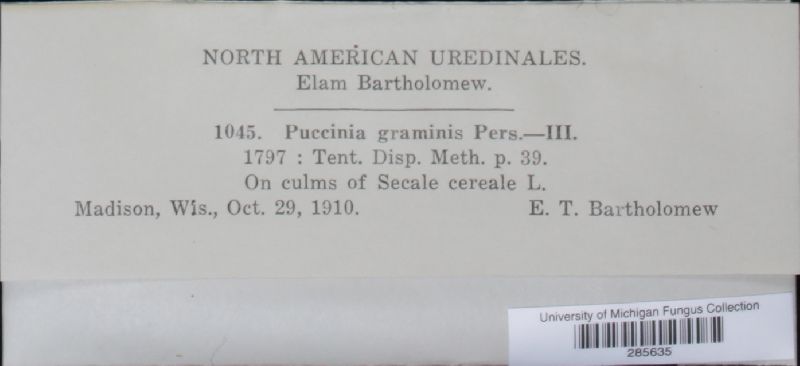 NORTH AMERICAN UREDINALES.
Elam Bartholomew.
1045. Puccinia graminis Pers.—III.
1797 : Tent. Disp. Meth. p. 39.
On culms of Secale cereale L.
Madison, Wis., Oct. 29, 1910. E. T. Bartholomew
University of Michigan Fungus Collection
285635